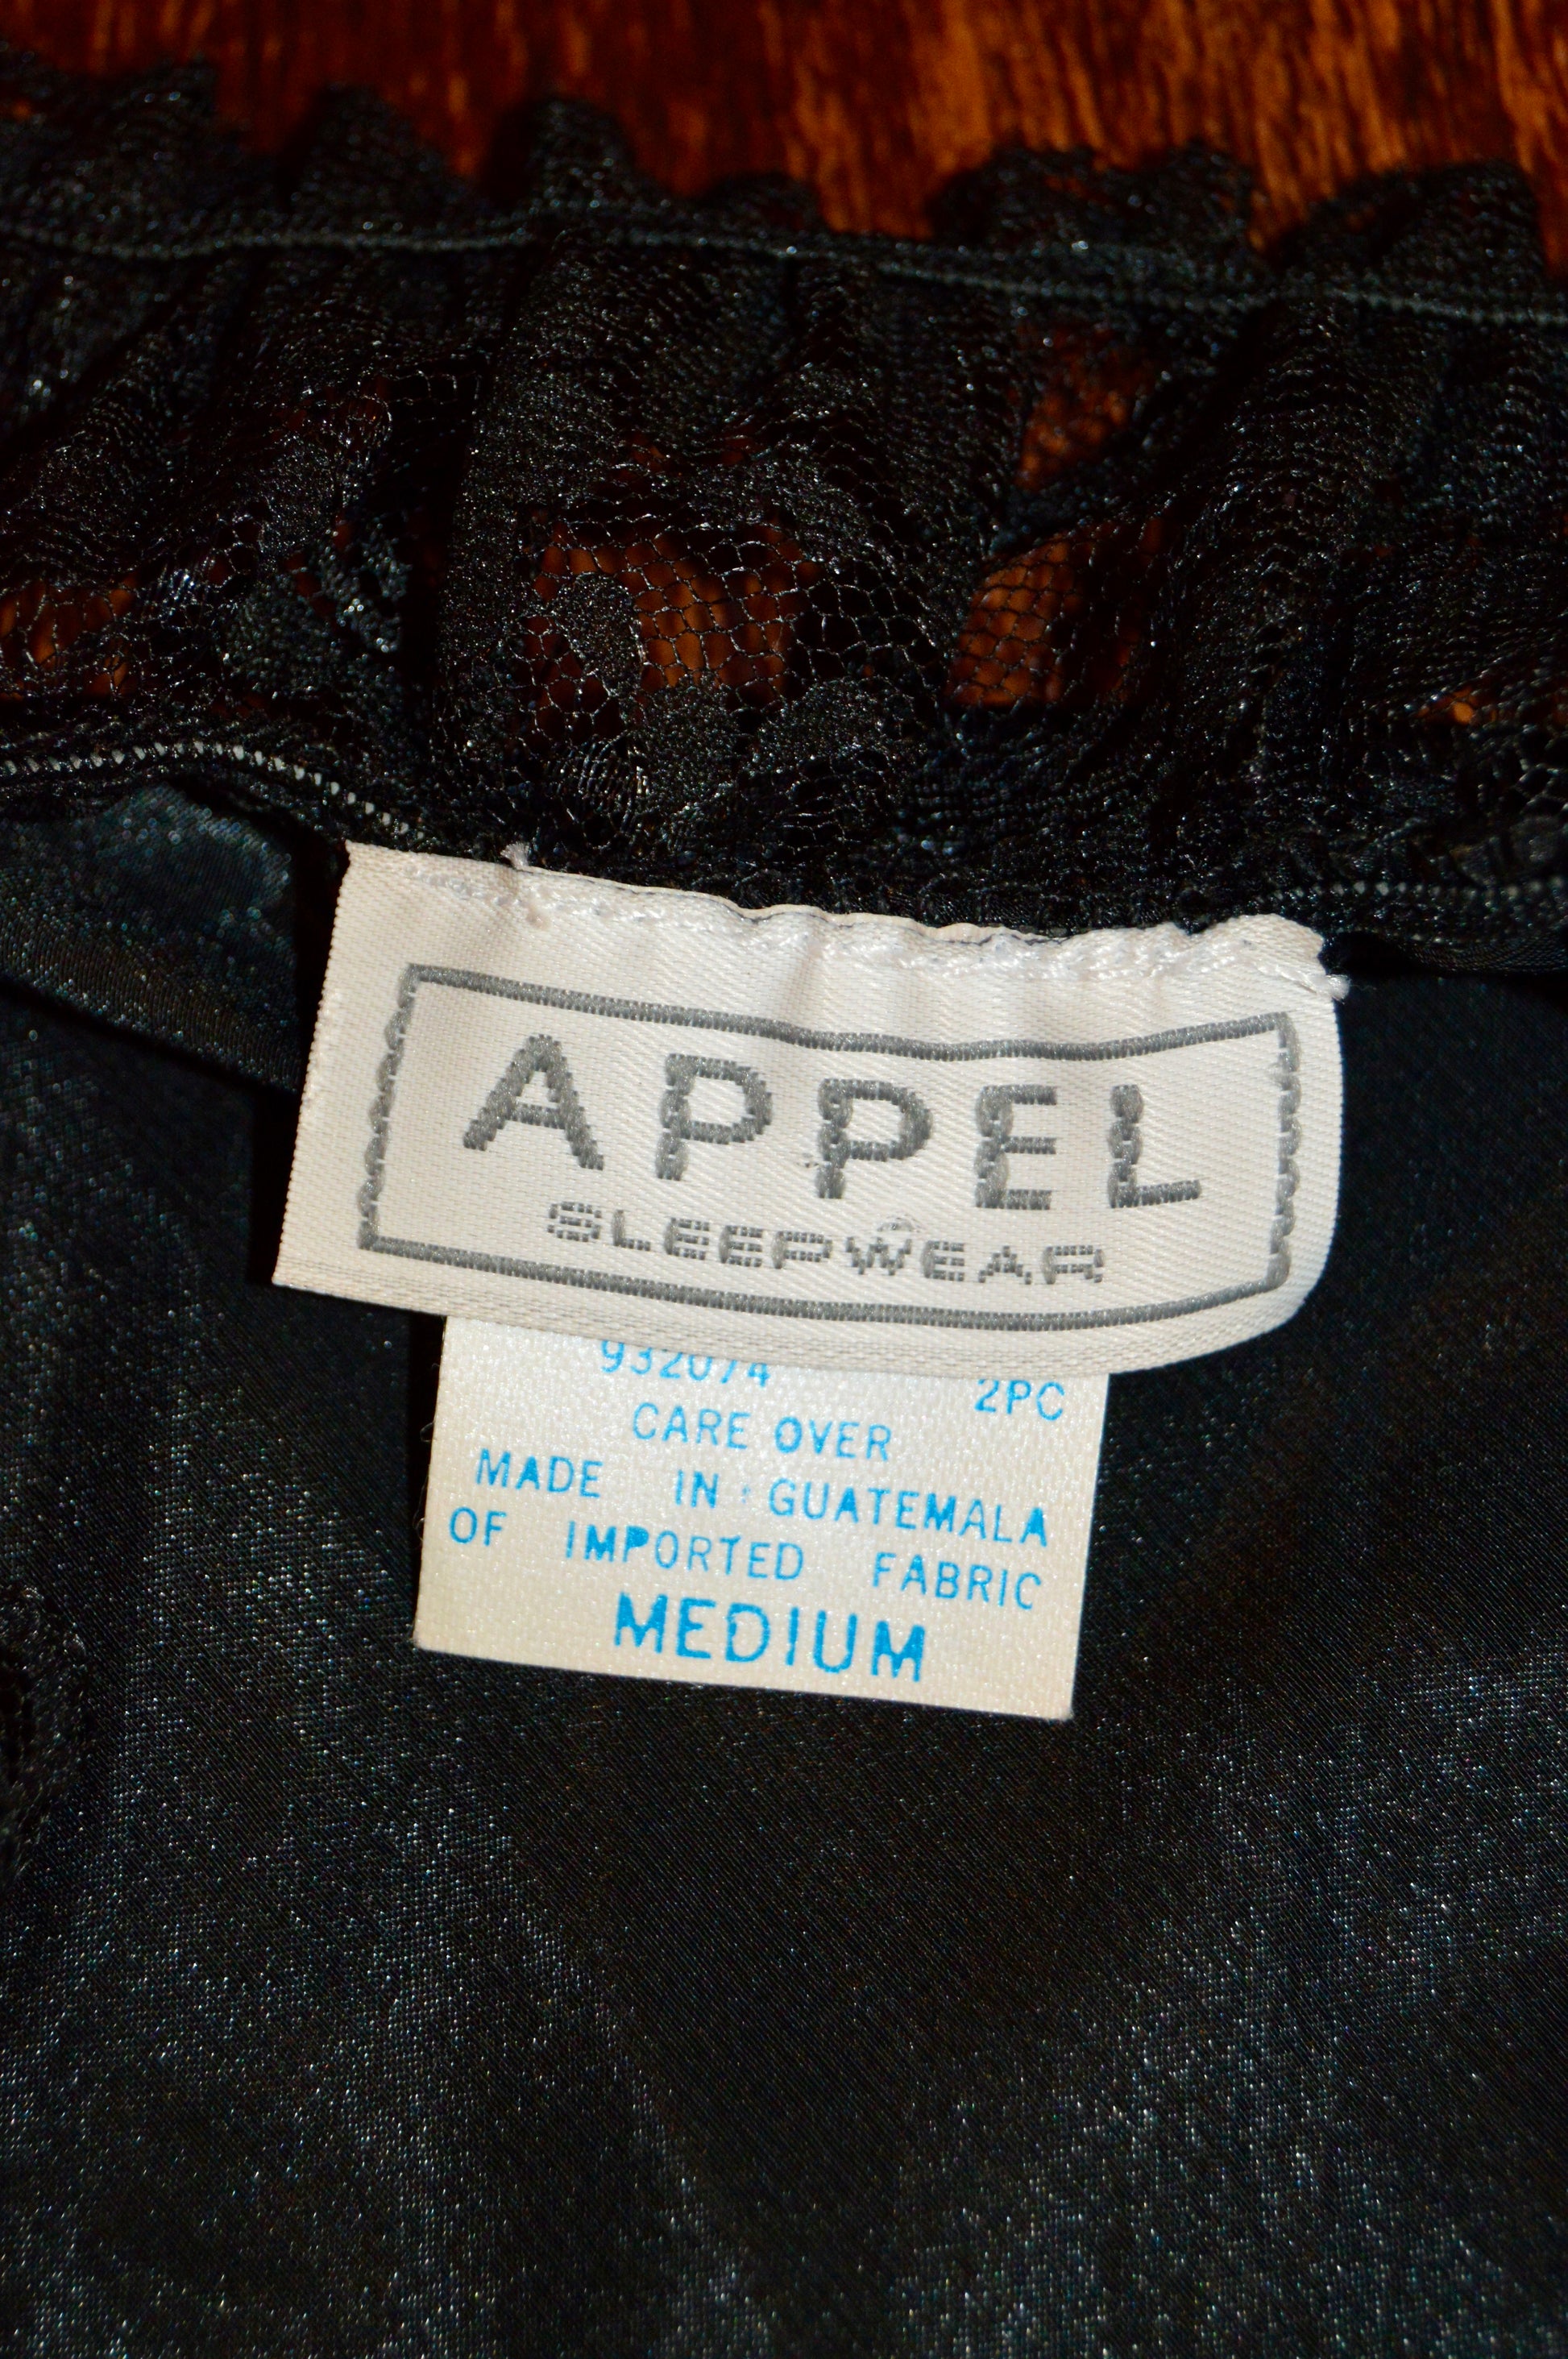 APPEL
SLEEPWEAR
932074 2PC
CARE OVER
MADE IN GUATEMALA
OF IMPORTED FABRIC
MEDIUM